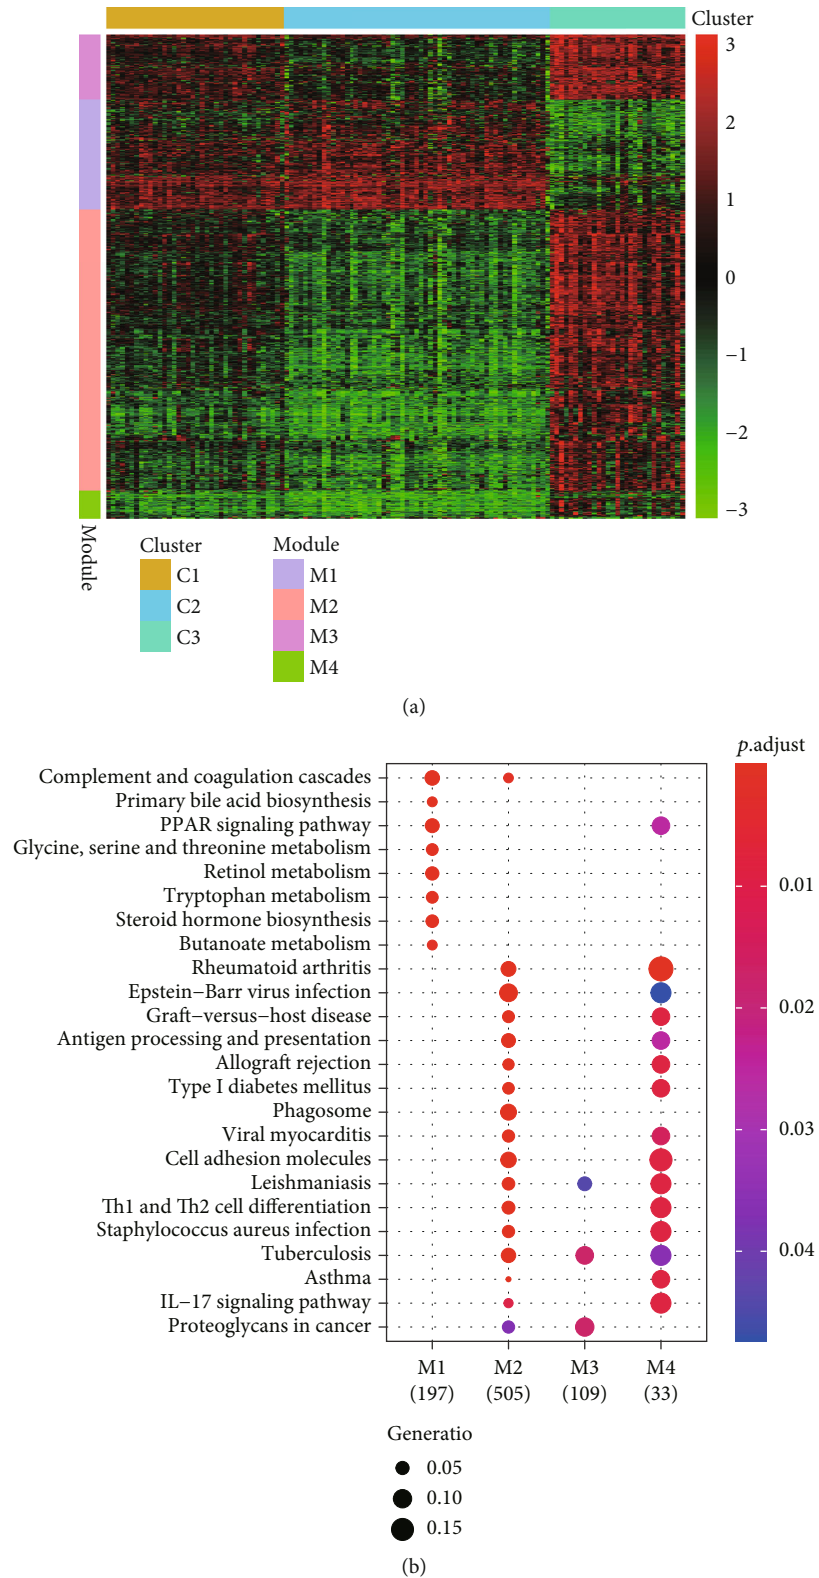 Cluster
3
2
1
0
−1
−2
−3
Module
Cluster
C1
C2
C3
Module
M1
M2
M3
M4
(a)
p.adjust
Complement and coagulation cascades
Primary bile acid biosynthesis
PPAR signaling pathway
Glycine, serine and threonine metabolism
Retinol metabolism
Tryptophan metabolism
Steroid hormone biosynthesis
Butanoate metabolism
Rheumatoid arthritis
Epstein−Barr virus infection
Graft−versus−host disease
Antigen processing and presentation
Allograft rejection
Type I diabetes mellitus
Phagosome
Viral myocarditis
Cell adhesion molecules
Leishmaniasis
Th1 and Th2 cell differentiation
Staphylococcus aureus infection
Tuberculosis
Asthma
IL−17 signaling pathway
Proteoglycans in cancer
0.01
0.02
0.03
0.04
M1 M2 M3 M4
(197) (505) (109) (33)
Generatio
0.05
0.10
0.15
(b)